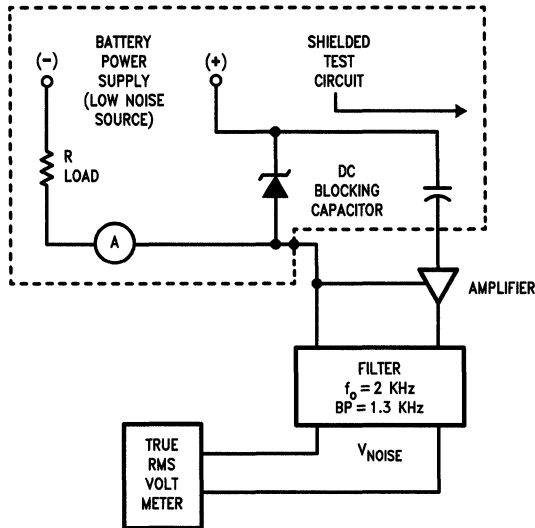 (-)
BATTERY
POWER
SUPPLY
(LOW NOISE
SOURCE)
(+)
SHIELDED
TEST
CIRCUIT
R
LOAD
A
DC
BLOCKING
CAPACITOR
AMPLIFIER
FILTER
fo = 2 KHz
BP = 1.3 KHz
TRUE
RMS
VOLT
METER
VNOISE